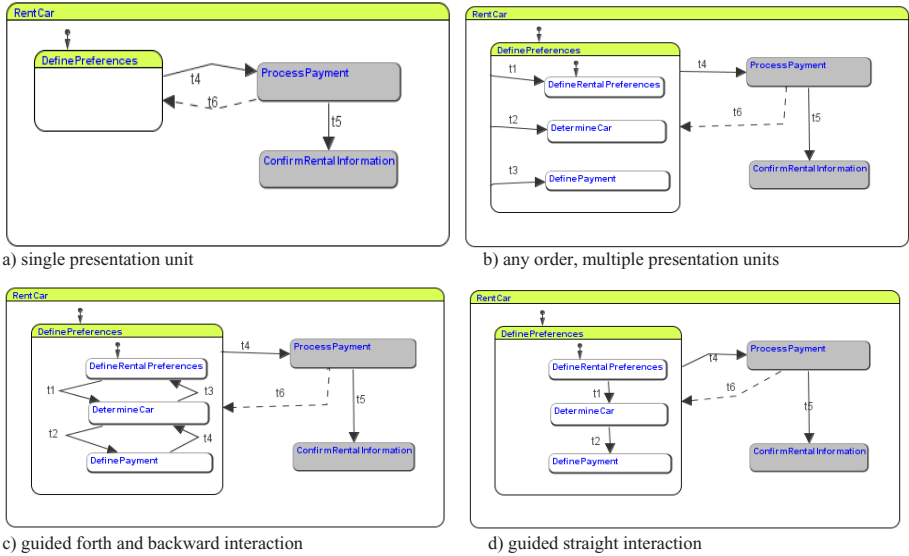 RentCar
DefinePreferences
t4
ProcessPayment
t6
t5
ConfirmRentalInformation
a) single presentation unit
RentCar
DefinePreferences
t1
DefineRentalPreferences
t2
DetermineCar
t3
DefinePayment
t4
ProcessPayment
t6
t5
ConfirmRentalInformation
b) any order, multiple presentation units
RentCar
DefinePreferences
DefineRentalPreferences
t1
t3
DetermineCar
t2
t4
DefinePayment
t4
ProcessPayment
t6
t5
ConfirmRentalInformation
c) guided forth and backward interaction
RentCar
DefinePreferences
DefineRentalPreferences
t1
DetermineCar
t2
DefinePayment
t4
ProcessPayment
t6
t5
ConfirmRentalInformation
d) guided straight interaction